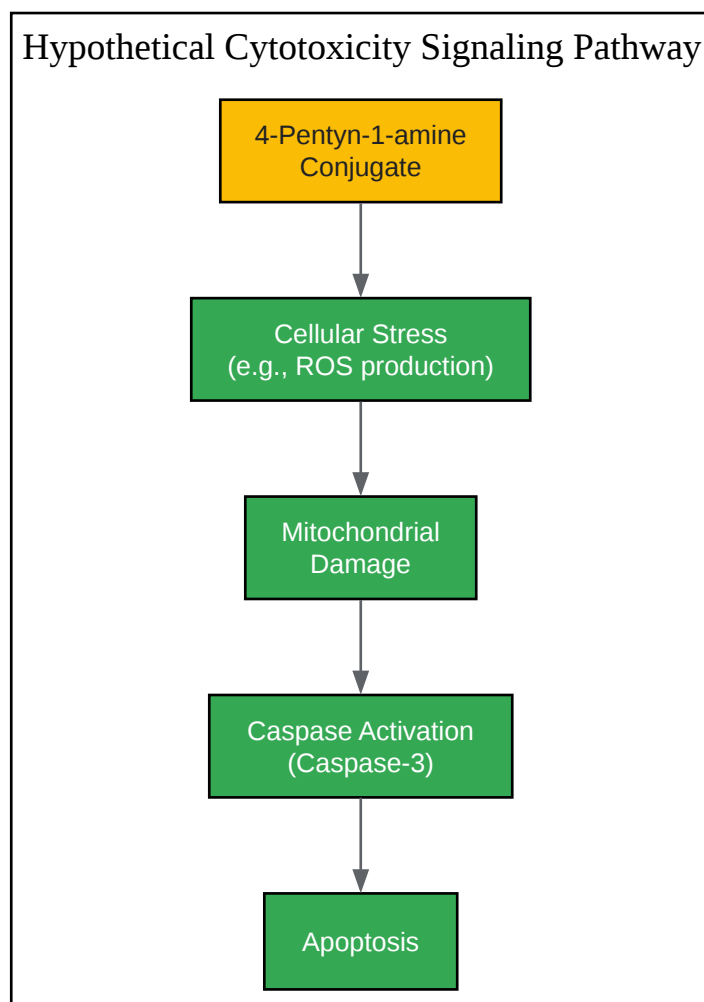 Hypothetical Cytotoxicity Signaling Pathway
4-Pentyn-1-amine
Conjugate
Cellular Stress
(e.g., ROS production)
Mitochondrial
Damage
Caspase Activation
(Caspase-3)
Apoptosis